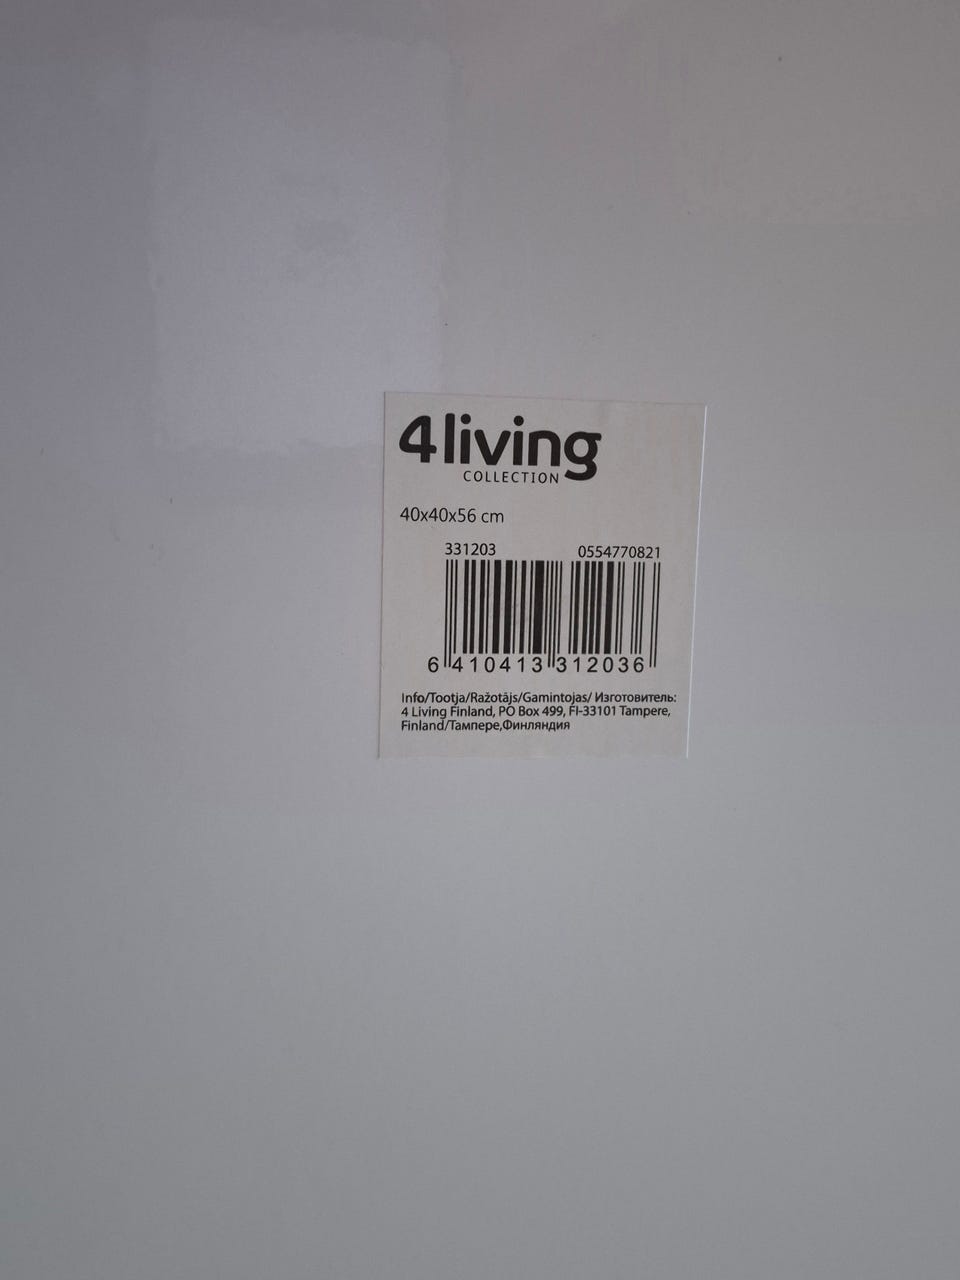 4living
COLLECTION
40x40x56 cm
331203 0554770821
6 410413 312036
Info/Tootja/Ražotājs/Gamintojas/ Изготовитель:
4 Living Finland, PO Box 499, FI-33101 Tampere,
Finland/Тампере,Финляндия